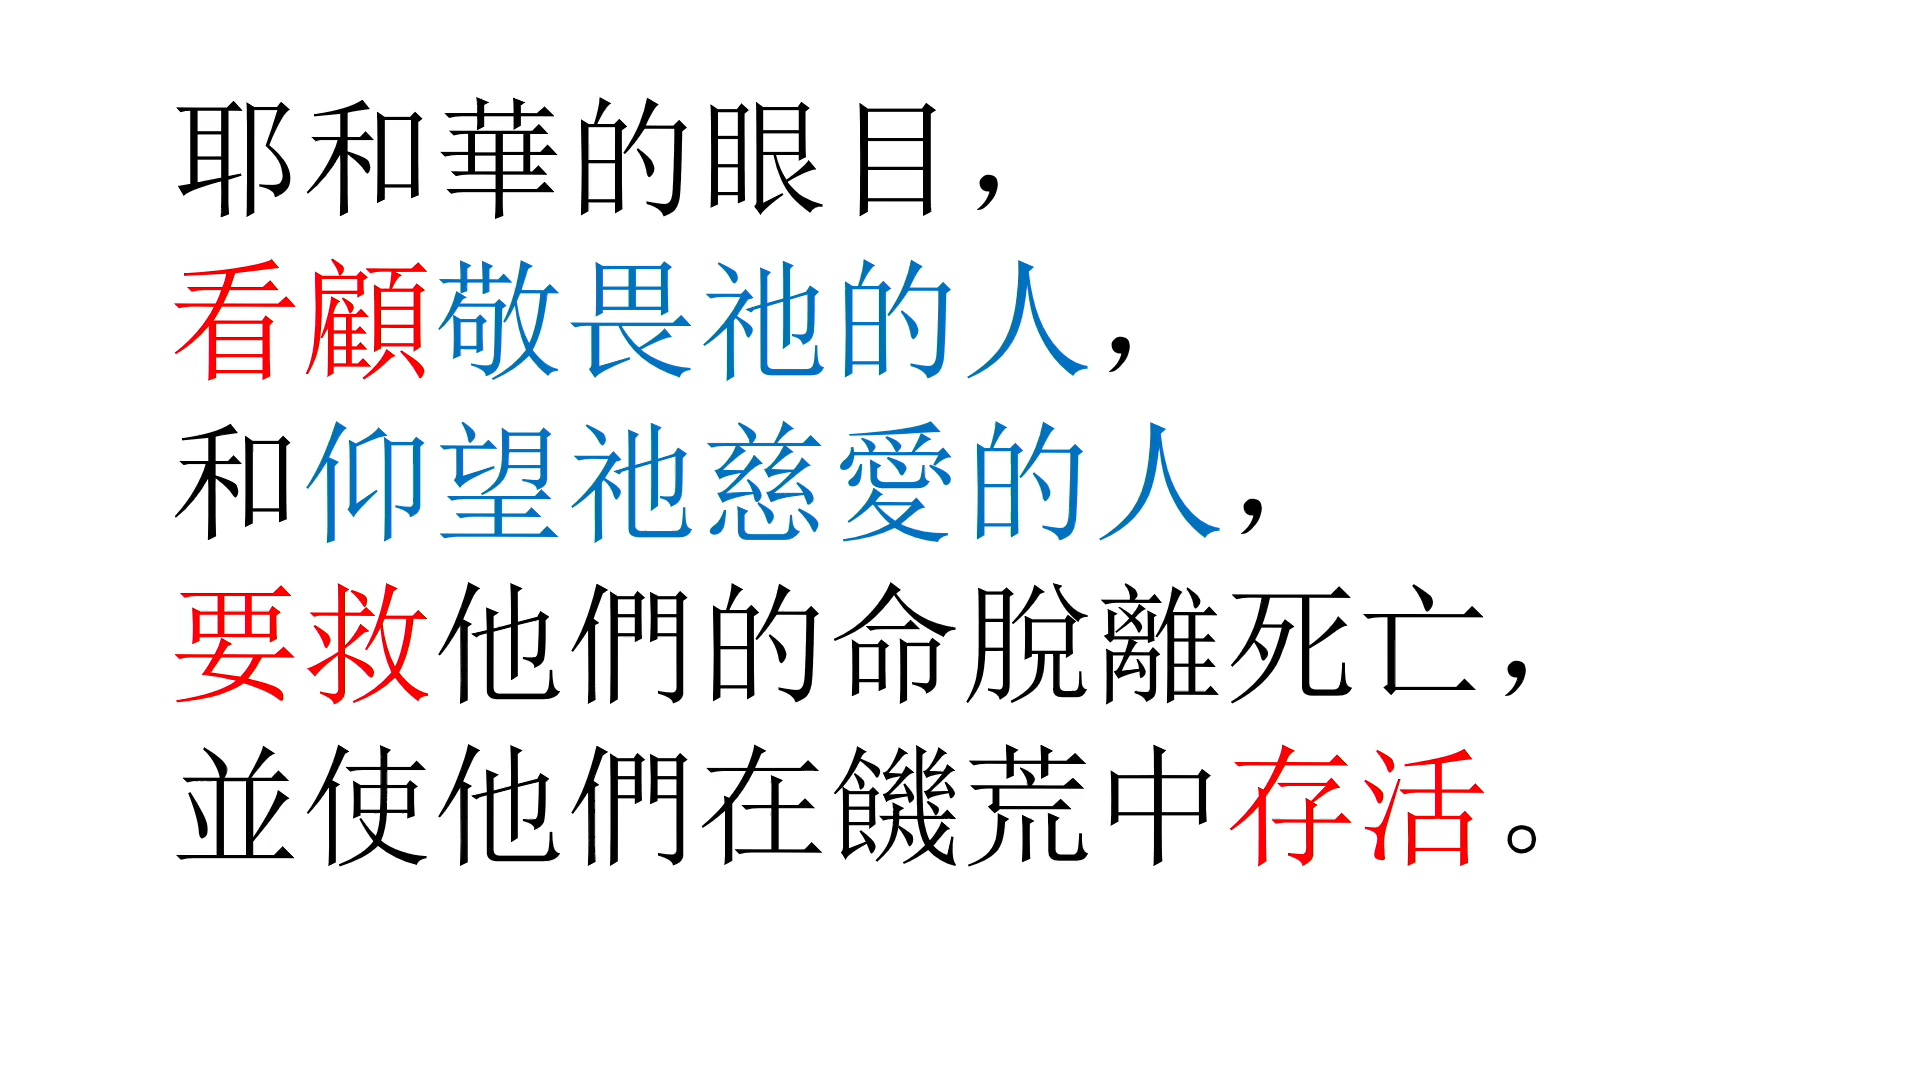 耶和華的眼目，
看顧敬畏祂的人，
和仰望祂慈愛的人，
要救他們的命脫離死亡，
並使他們在饑荒中存活。